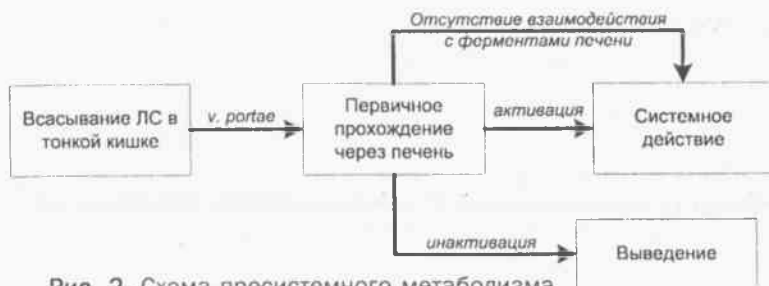 Отсутствие взаимодействия
с ферментами печени
Всасывание ЛС в
тонкой кишке
v. portae
Первичное
прохождение
через печень
активация
Системное
действие
инактивация
Выведение
Рис. 2. Схема пресистемного метаболизма